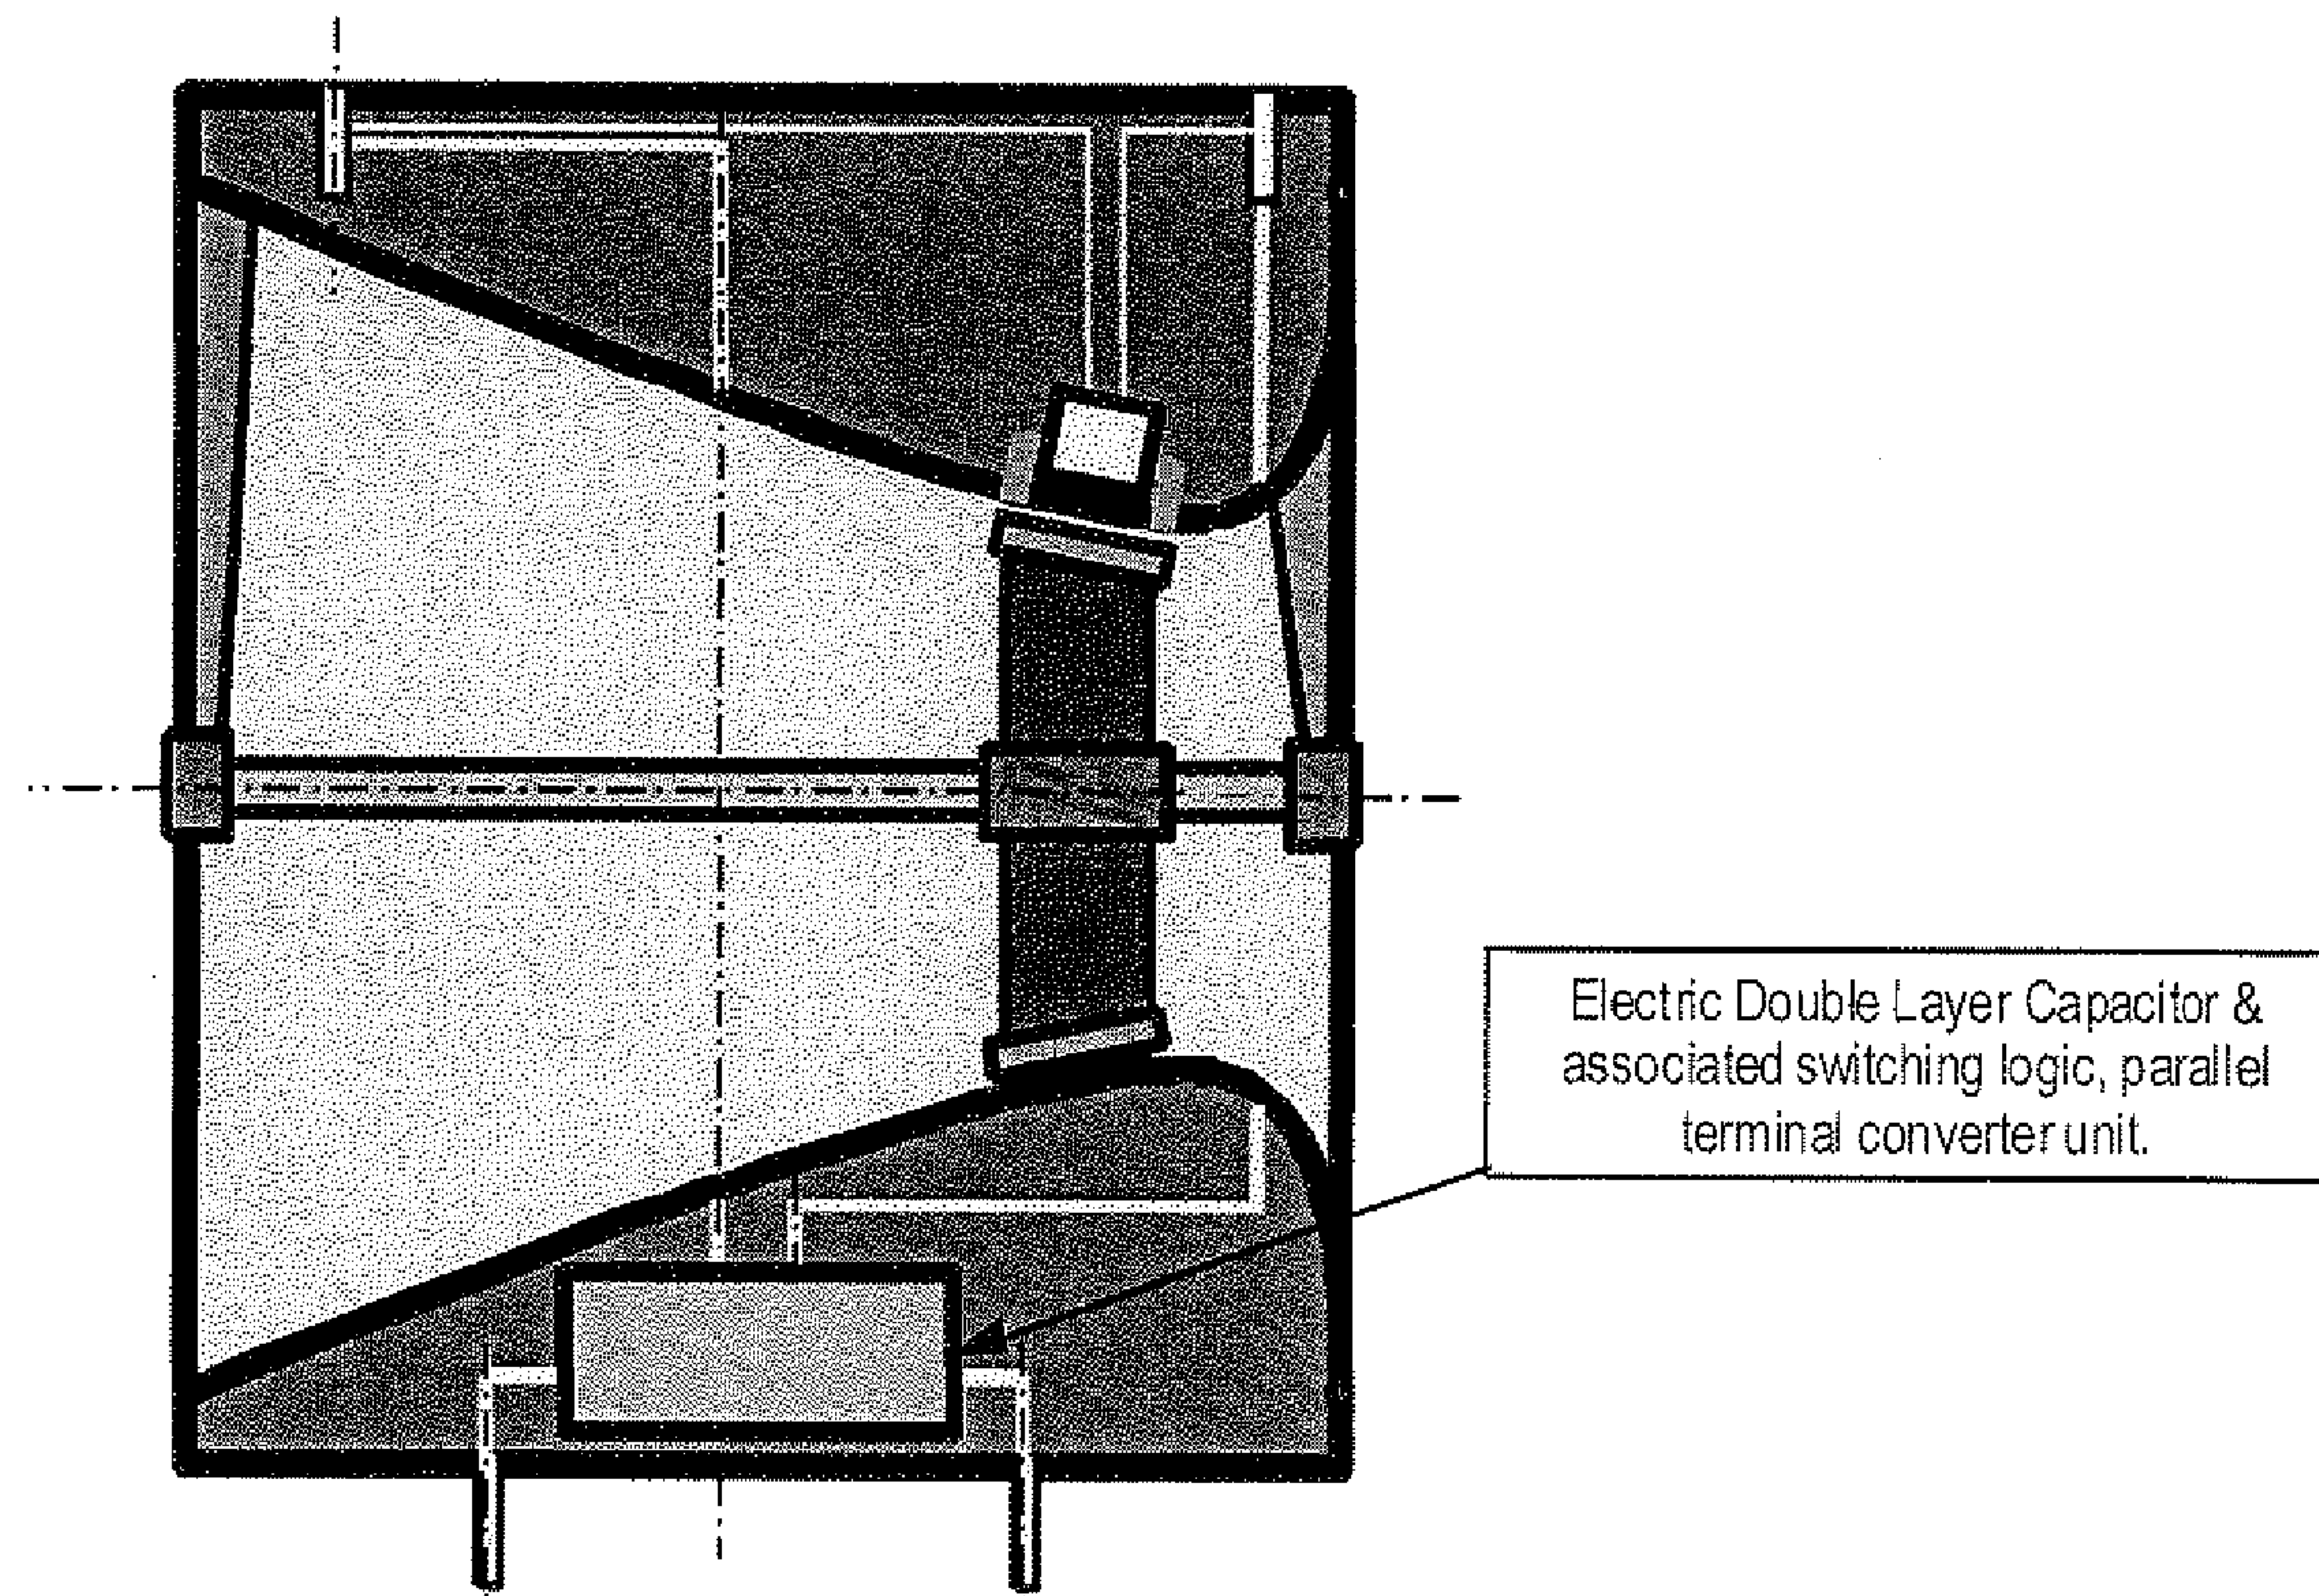 Electric Double Layer Capacitor &
associated switching logic, parallel
terminal converter unit.